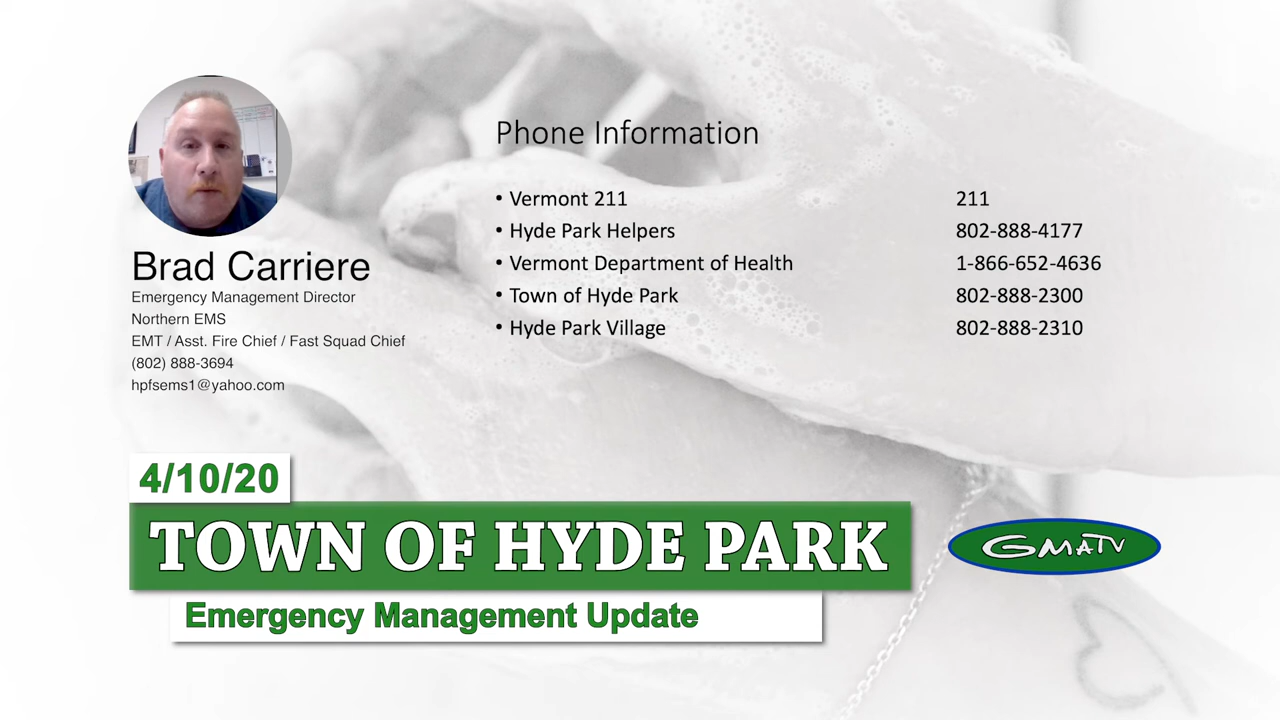 Brad Carriere
Emergency Management Director
Northern EMS
EMT / Asst. Fire Chief / Fast Squad Chief
(802) 888-3694
hpfsems1@yahoo.com
Phone Information
• Vermont 211 211
• Hyde Park Helpers 802-888-4177
• Vermont Department of Health 1-866-652-4636
• Town of Hyde Park 802-888-2300
• Hyde Park Village 802-888-2310
4/10/20
TOWN OF HYDE PARK
GMATV
Emergency Management Update